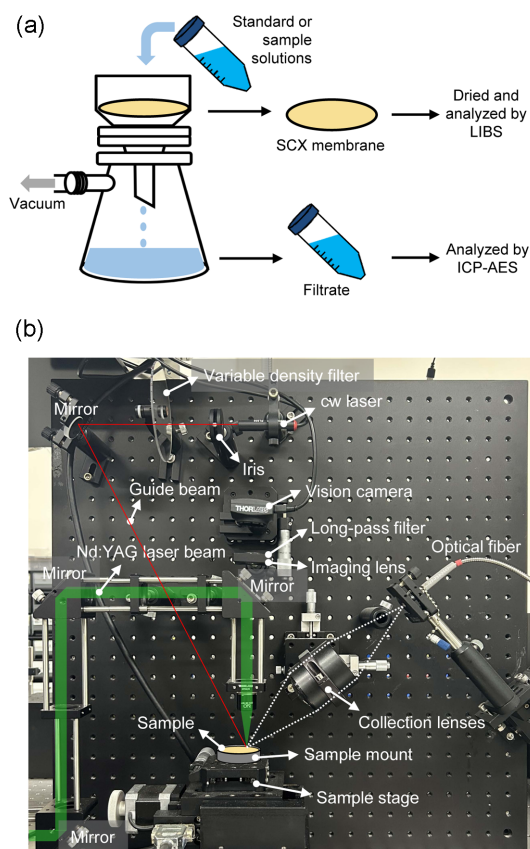 (a)
Standard or
sample
solutions
SCX membrane
Dried and
analyzed by
LIBS
Vacuum
Filtrate
Analyzed by
ICP-AES
(b)
Variable density filter
Mirror
cw laser
Iris
Guide beam
Vision camera
THORLABS
Long-pass filter
Nd:YAG laser beam
Optical fiber
Imaging lens
Mirror
Mirror
Collection lenses
Sample
Sample mount
Sample stage
Mirror